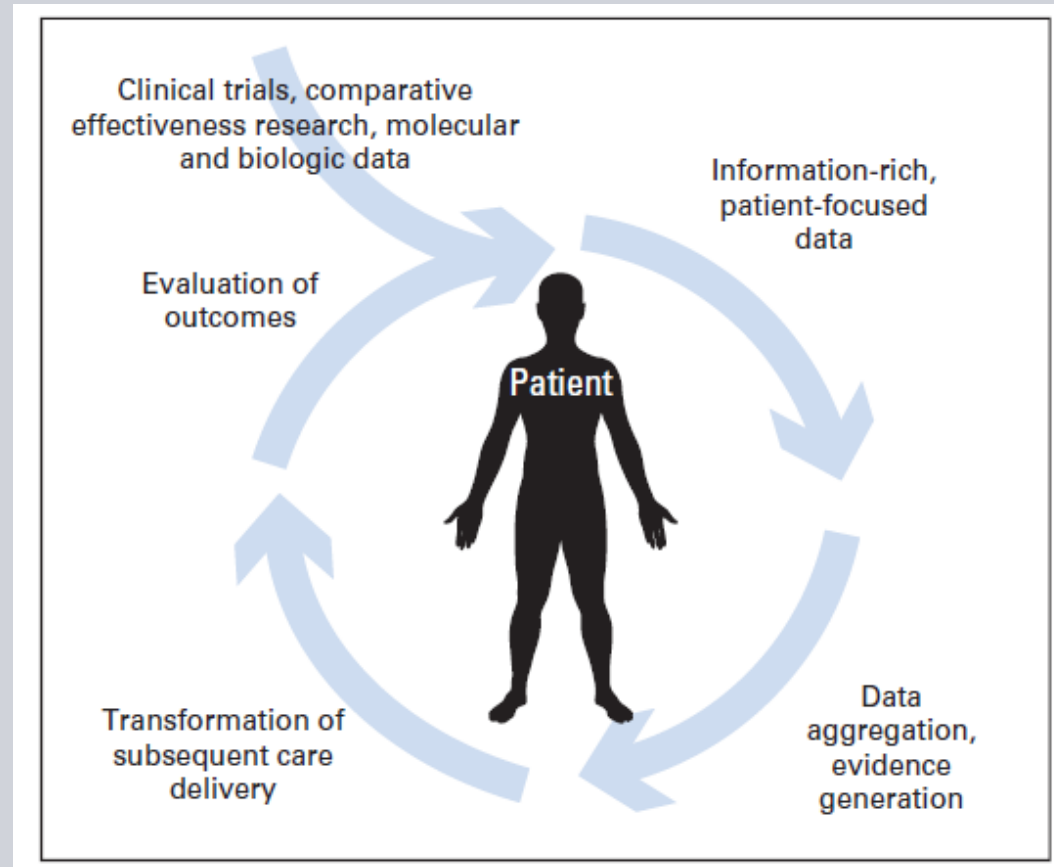 Clinical trials, comparative
effectiveness research, molecular
and biologic data
Information-rich,
patient-focused
data
Evaluation of
outcomes
Patient
Transformation of
subsequent care
delivery
Data
aggregation,
evidence
generation